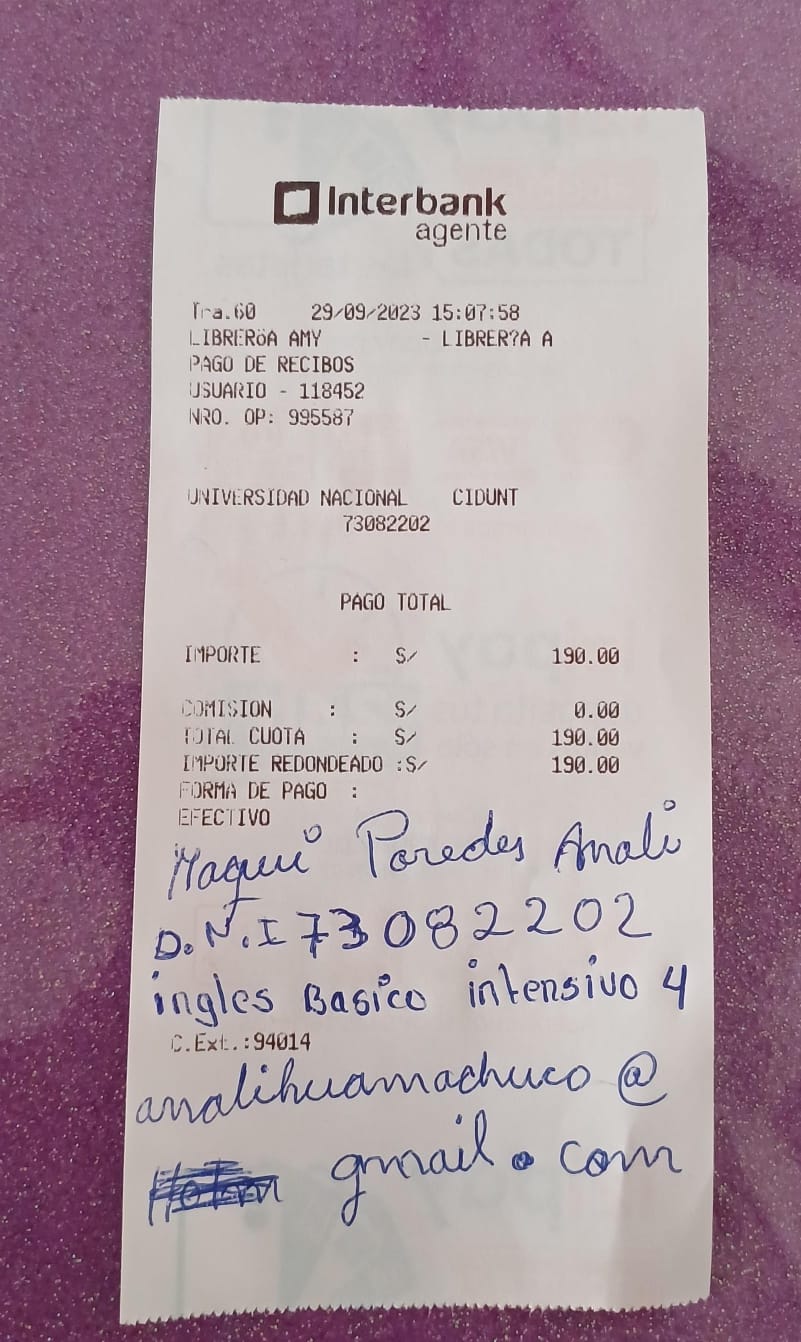 Interbank
agente
Tra.60 29/09/2023 15:07:58
LIBRERöA AMY - LIBRER?A A
PAGO DE RECIBOS
USUARIO - 118452
NRO. OP: 995587
UNIVERSIDAD NACIONAL CIDUNT
73082202
PAGO TOTAL
IMPORTE : S/ 190.00
COMISION : S/ 0.00
TOTAL CUOTA : S/ 190.00
IMPORTE REDONDEADO :S/ 190.00
FORMA DE PAGO :
EFECTIVO
Maqui Paredes Anali
D.N.I 73082202
ingles Basico intensivo 4
C.Ext.:94014
analihuamachuco@
gmail.com